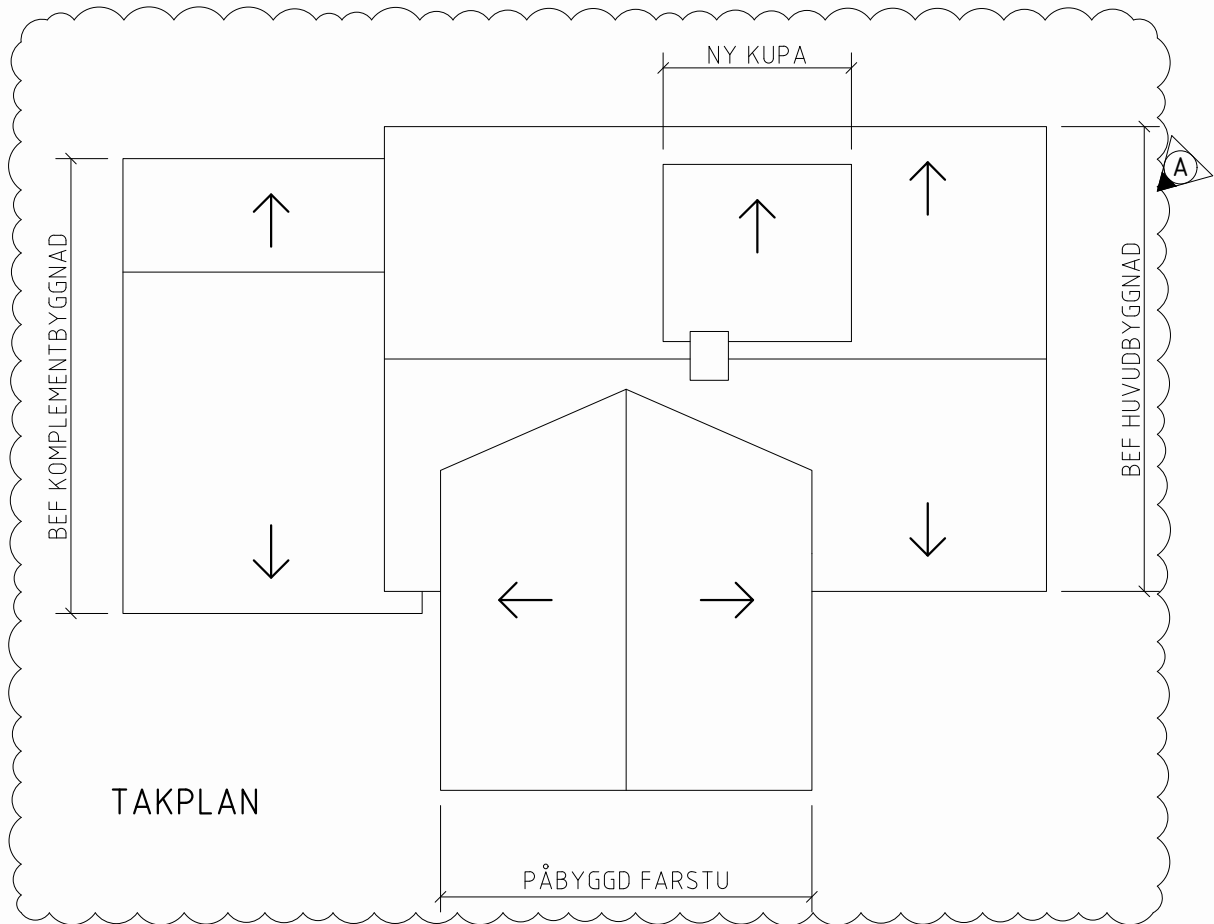 NY KUPA
A
BEF KOMPLEMENTBYGGNAD
BEF HUVUDBYGGNAD
TAKPLAN
PÅBYGGD FARSTU